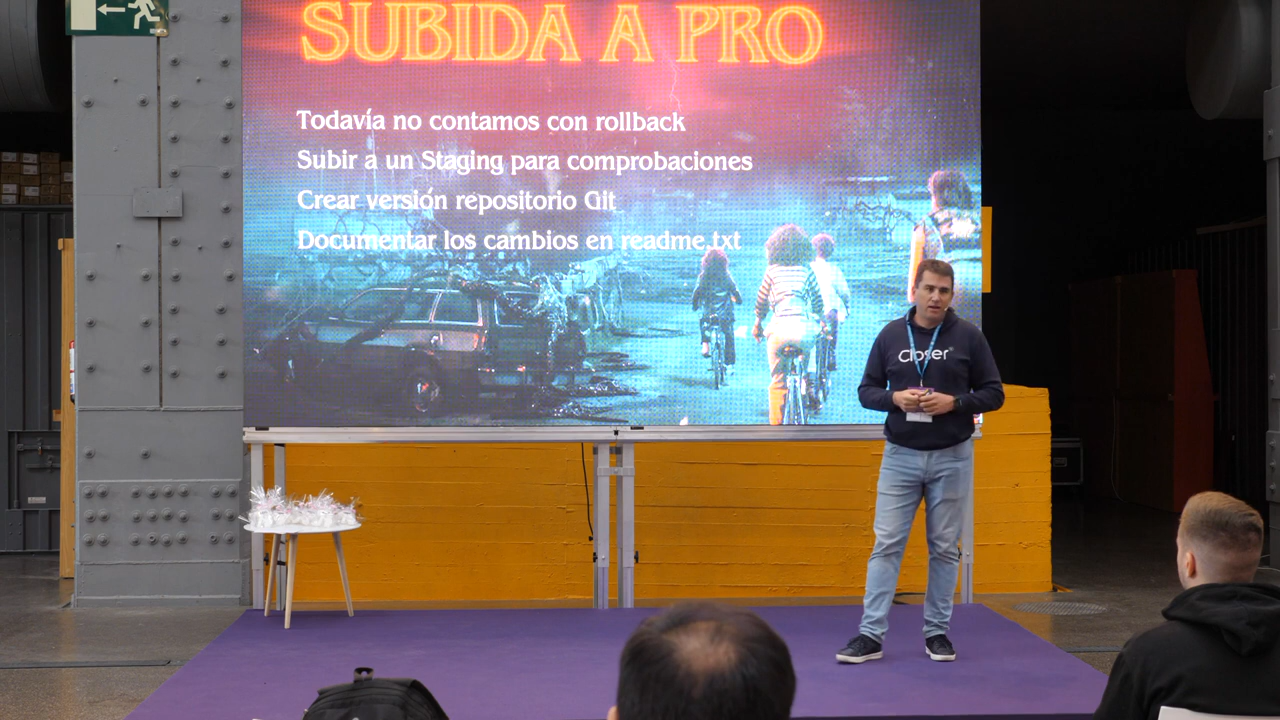 SUBIDA A PRO
Todavía no contamos con rollback
Subir a un Staging para comprobaciones
Crear versión repositorio Git
Documentar los cambios en readme.txt
Closer